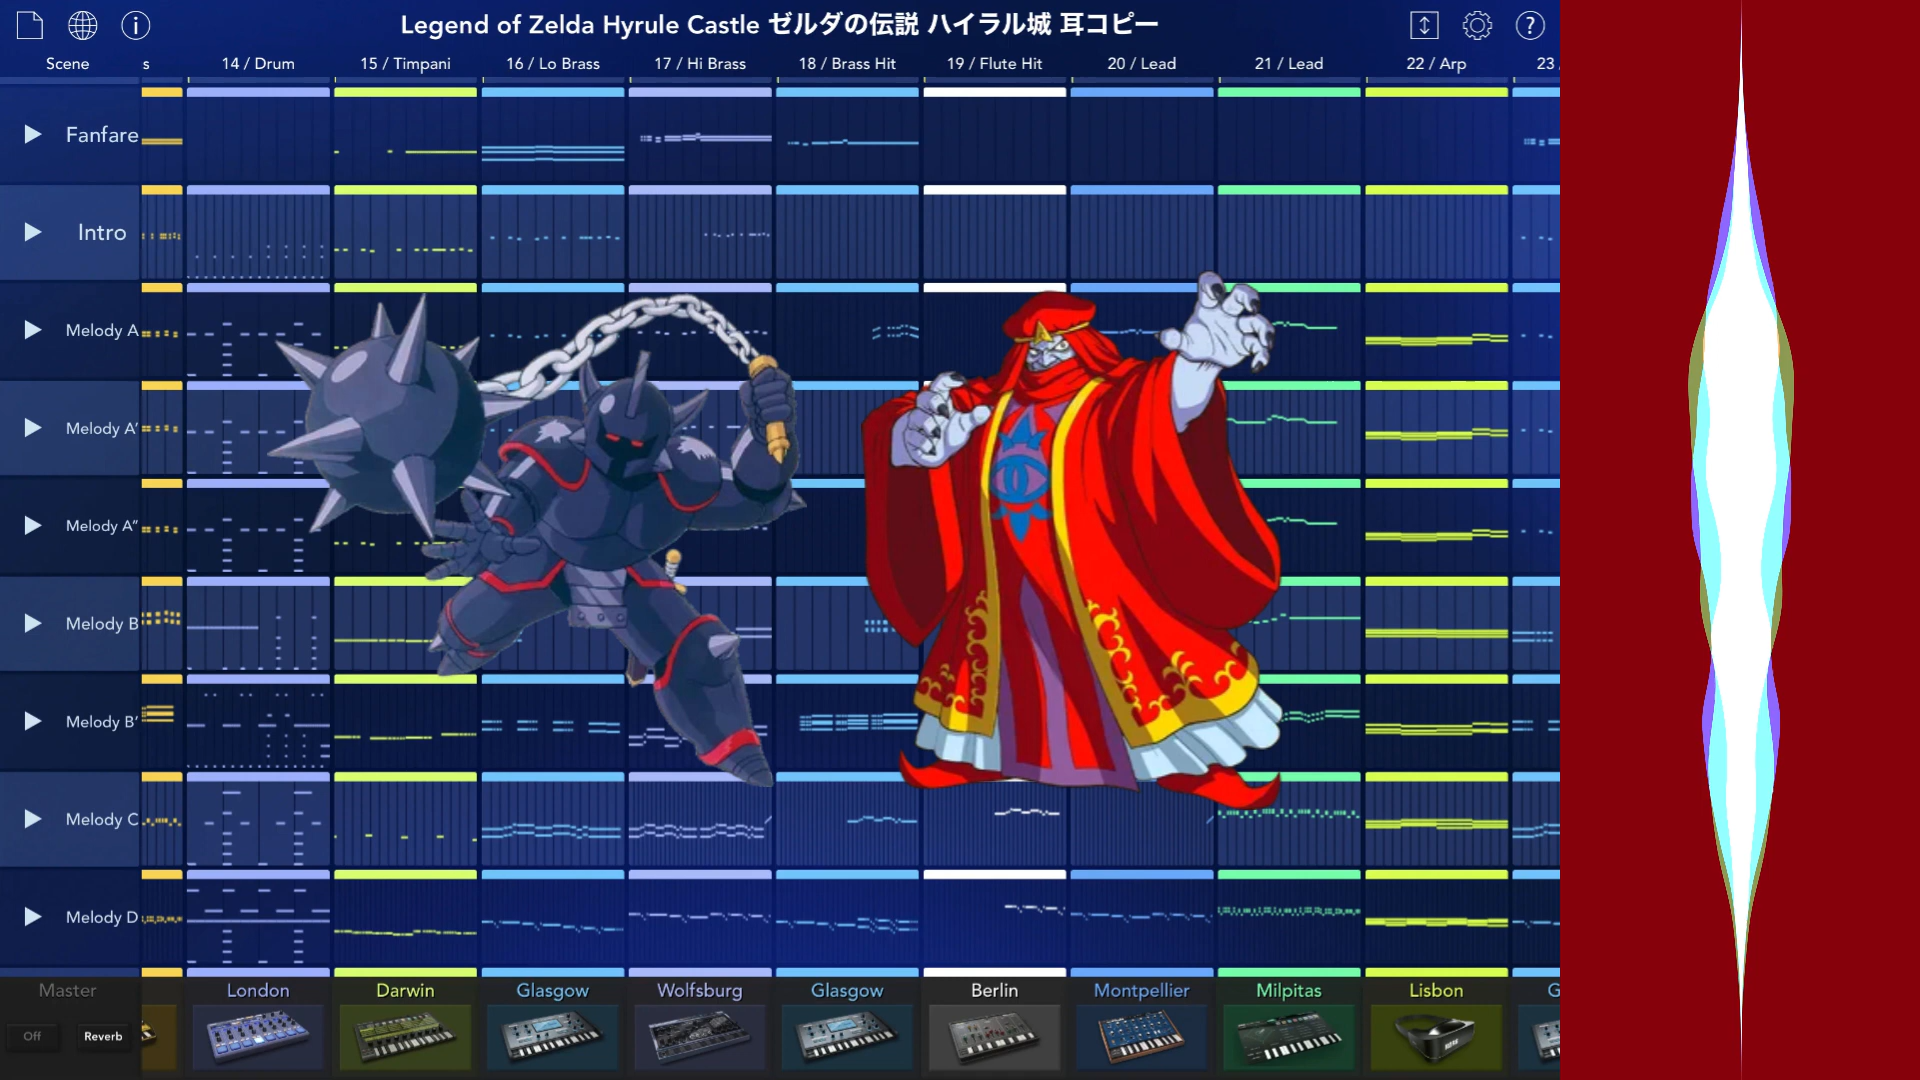 Legend of Zelda Hyrule Castle ゼルダの伝説 ハイラル城 耳コピー
Scene s 14 / Drum 15 / Timpani 16 / Lo Brass 17 / Hi Brass 18 / Brass Hit 19 / Flute Hit 20 / Lead 21 / Lead 22 / Arp 23
Fanfare
Intro
Melody A
Melody A'
Melody A"
Melody B
Melody B'
Melody C
Melody D
Master London Darwin Glasgow Wolfsburg Glasgow Berlin Montpellier Milpitas Lisbon G
Off Reverb